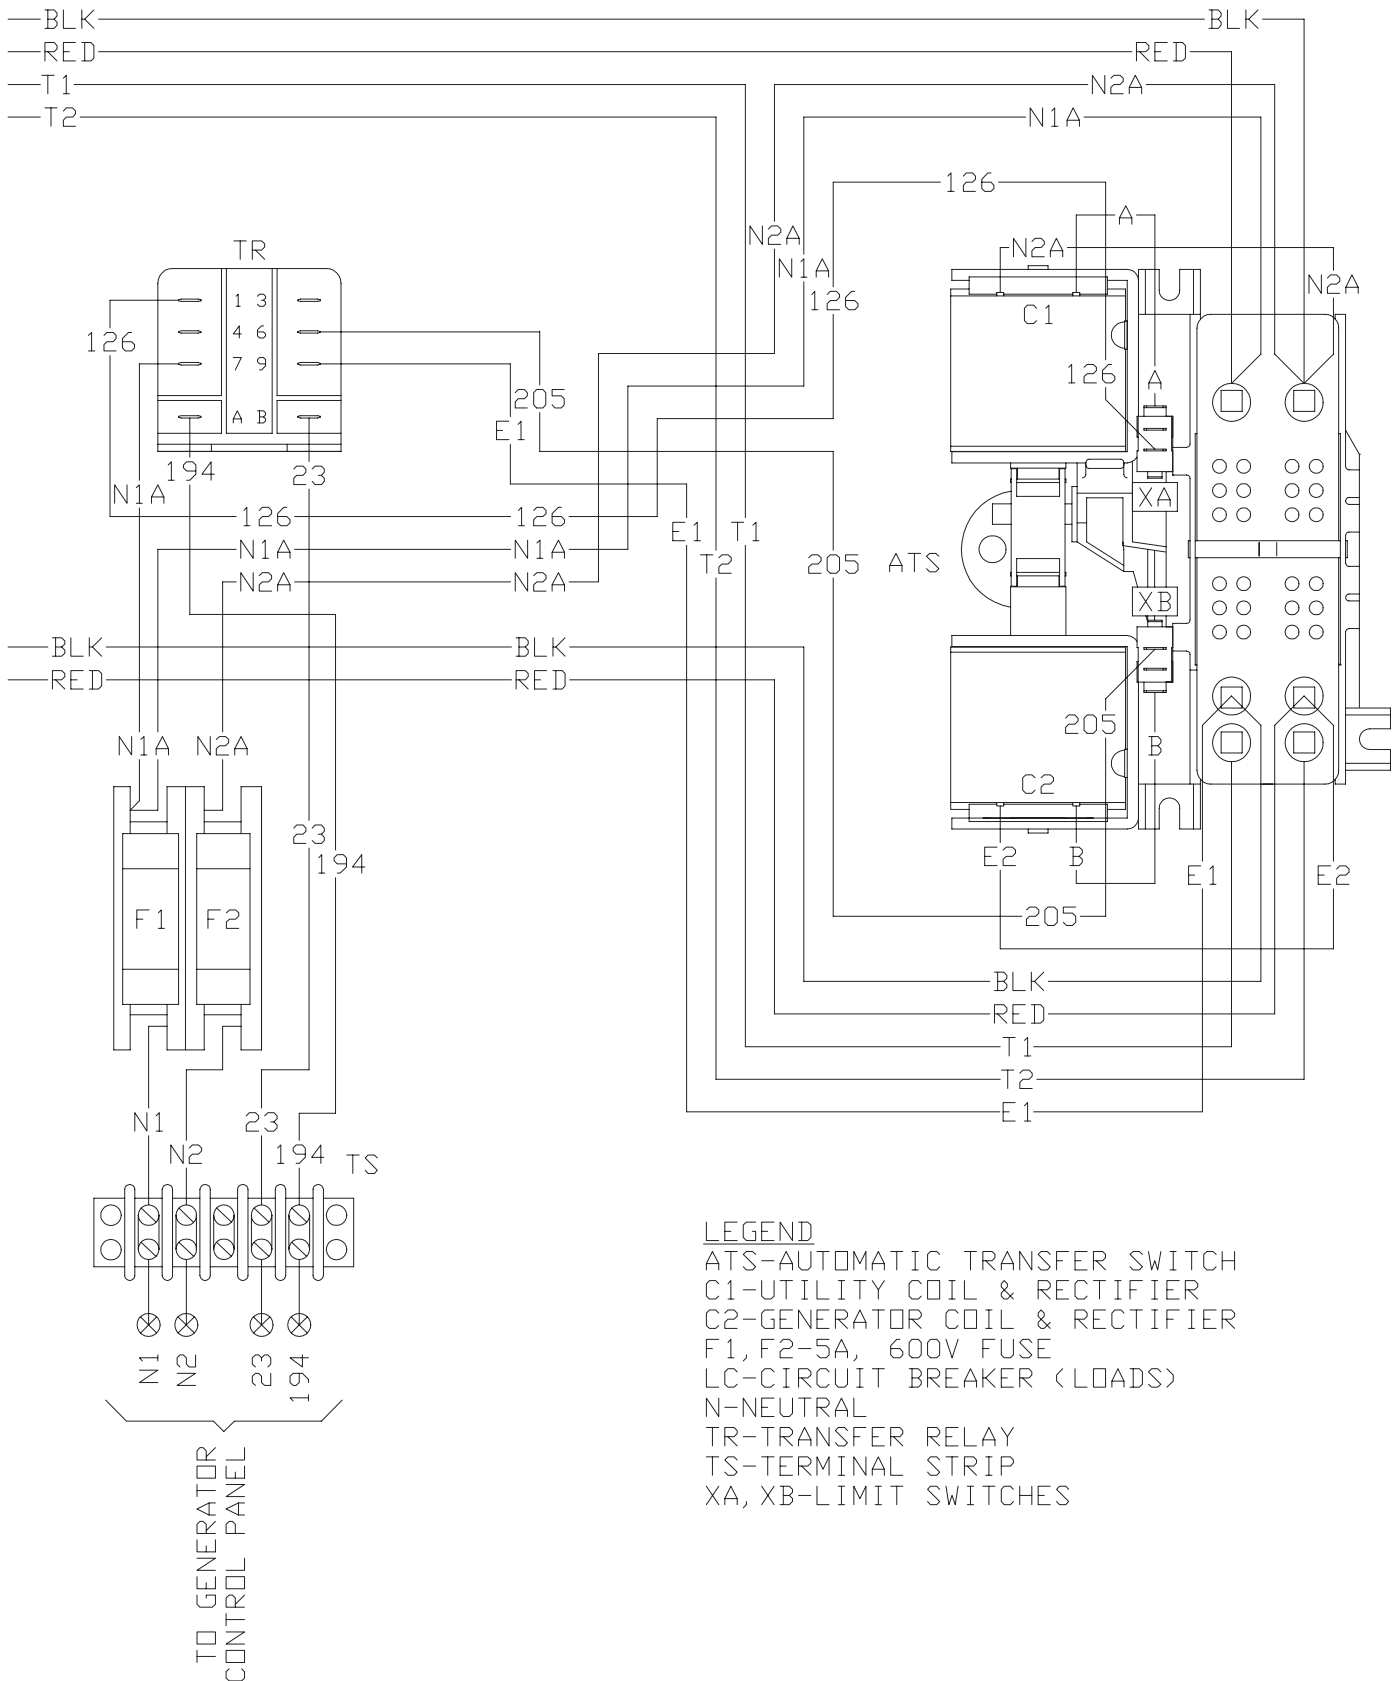 BLK BLK
RED RED
T1 N2A
T2 N1A
126
A
N2A N2A
TR N1A N2A
1 3 126
C1
4 6
126
7 9 126 A
205
A B E1
194 23
N1A XA
126 126
E1 T1
N1A N1A T2 205 ATS
N2A N2A
XB
BLK BLK
RED RED
205
N1A N2A B
C2
23
194 E2 B E1 E2
F1 F2 205
BLK
RED
T1
T2
N1 23 E1
N2 194 TS
LEGEND
ATS-AUTOMATIC TRANSFER SWITCH
C1-UTILITY COIL & RECTIFIER
C2-GENERATOR COIL & RECTIFIER
F1,F2-5A, 600V FUSE
LC-CIRCUIT BREAKER (LOADS)
N-NEUTRAL
TR-TRANSFER RELAY
TS-TERMINAL STRIP
XA,XB-LIMIT SWITCHES
N1
N2
23
194
TO GENERATOR
CONTROL PANEL